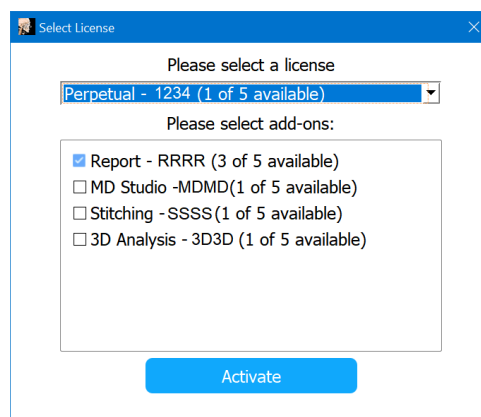 Select License
Please select a license
Perpetual - 1234 (1 of 5 available)
Please select add-ons:
Report - RRRR (3 of 5 available)
MD Studio -MDMD(1 of 5 available)
Stitching -SSSS(1 of 5 available)
3D Analysis - 3D3D (1 of 5 available)
Activate